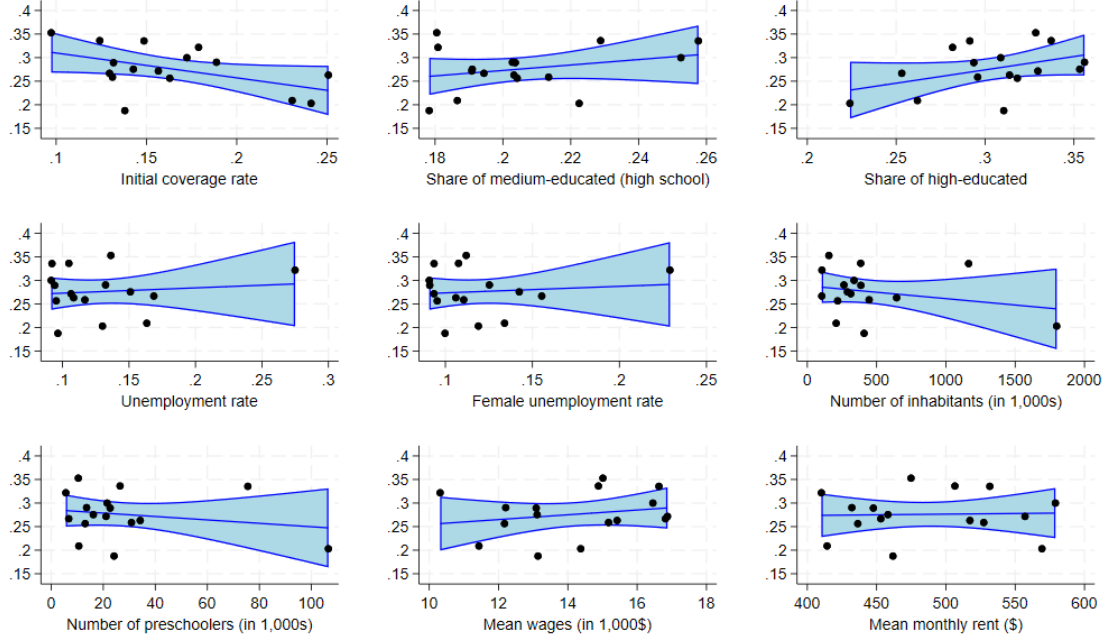 .4 .4 .4
.35 .35 .35
.3 .3 .3
.25 .25 .25
.2 .2 .2
.15 .15 .15
.1 .15 .2 .25 .18 .2 .22 .24 .26 .2 .25 .3 .35
Initial coverage rate Share of medium-educated (high school) Share of high-educated
.4 .4 .4
.35 .35 .35
.3 .3 .3
.25 .25 .25
.2 .2 .2
.15 .15 .15
.1 .15 .2 .25 .3 .1 .15 .2 .25 0 500 1000 1500 2000
Unemployment rate Female unemployment rate Number of inhabitants (in 1,000s)
.4 .4 .4
.35 .35 .35
.3 .3 .3
.25 .25 .25
.2 .2 .2
.15 .15 .15
0 20 40 60 80 100 10 12 14 16 18 400 450 500 550 600
Number of preschoolers (in 1,000s) Mean wages (in 1,000$) Mean monthly rent ($)